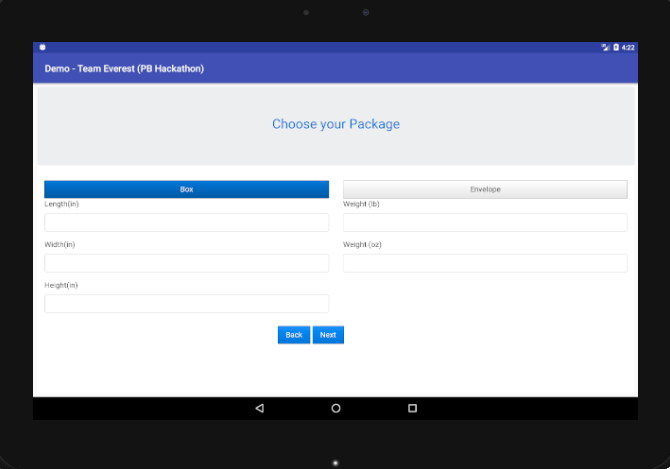 4:22
Demo - Team Everest (PB Hackathon)
Choose your Package
Box
Envelope
Length(in)
Weight (lb)
Width(in)
Weight (oz)
Height(in)
Back
Next